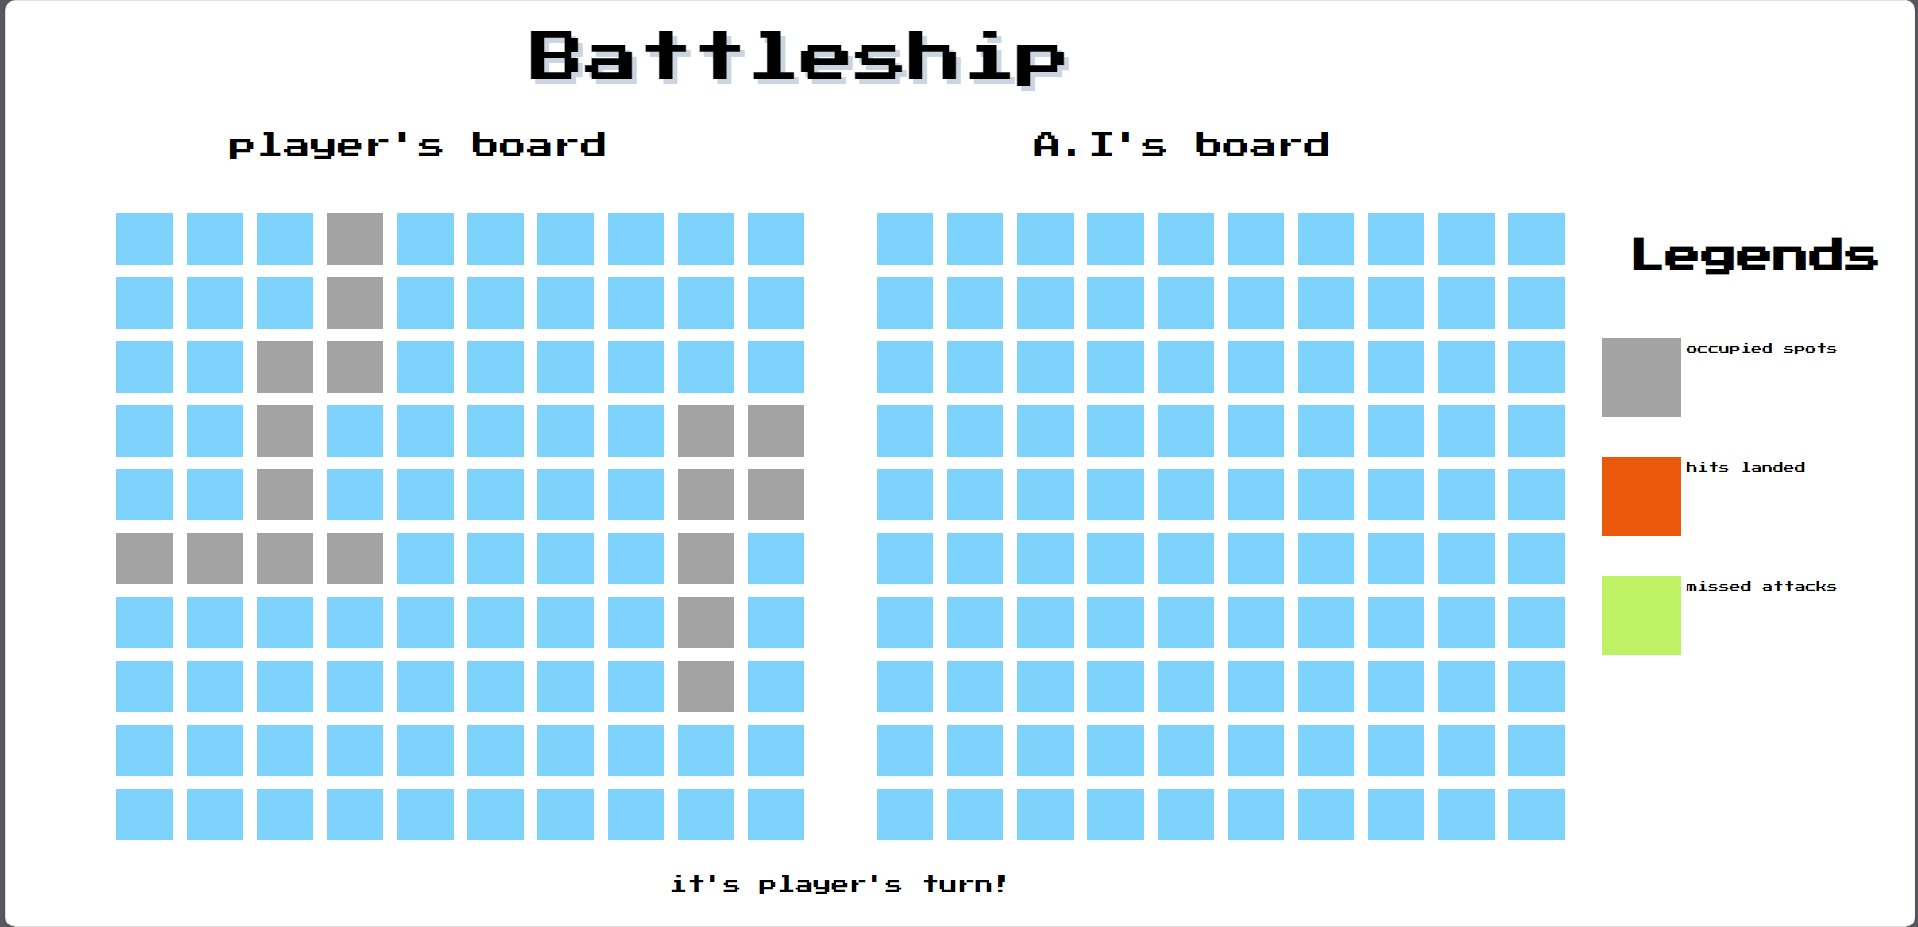 Battleship
player's board
A.I's board
Legends
occupied spots
hits landed
missed attacks
it's player's turn!